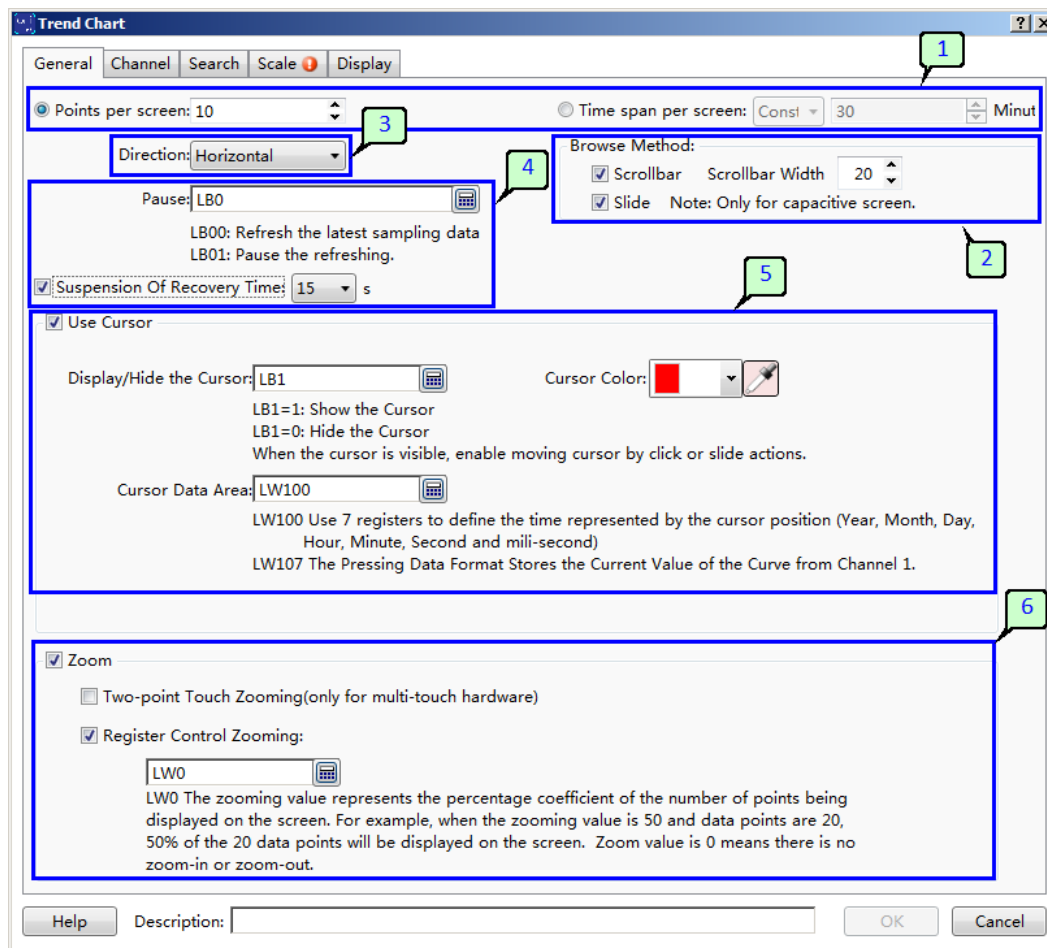 Trend Chart
General Channel Search Scale Display
1
Points per screen: 10 Time span per screen: Const 30 Minut
3
Direction: Horizontal
Browse Method:
4
Scrollbar Scrollbar Width 20
Pause: LB0
Slide Note: Only for capacitive screen.
LB00: Refresh the latest sampling data
LB01: Pause the refreshing.
2
Suspension Of Recovery Time: 15 s
5
Use Cursor
Display/Hide the Cursor: LB1 Cursor Color:
LB1=1: Show the Cursor
LB1=0: Hide the Cursor
When the cursor is visible, enable moving cursor by click or slide actions.
Cursor Data Area: LW100
LW100 Use 7 registers to define the time represented by the cursor position (Year, Month, Day,
Hour, Minute, Second and mili-second)
LW107 The Pressing Data Format Stores the Current Value of the Curve from Channel 1.
6
Zoom
Two-point Touch Zooming(only for multi-touch hardware)
Register Control Zooming:
LW0
LW0 The zooming value represents the percentage coefficient of the number of points being
displayed on the screen. For example, when the zooming value is 50 and data points are 20,
50% of the 20 data points will be displayed on the screen. Zoom value is 0 means there is no
zoom-in or zoom-out.
Help Description: OK Cancel